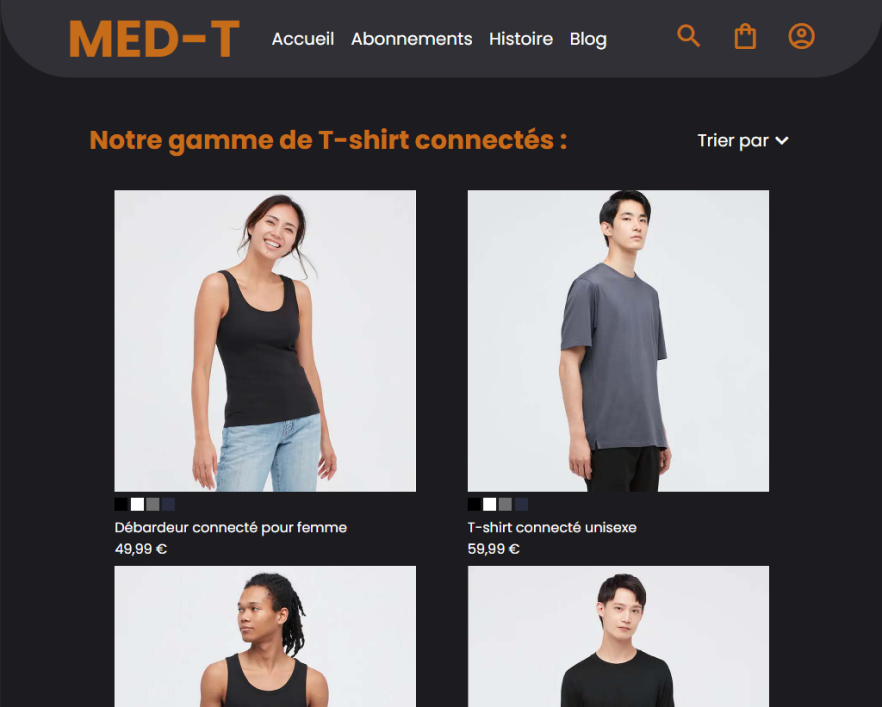 MED-T
Accueil Abonnements Histoire Blog
Notre gamme de T-shirt connectés :
Trier par
Débardeur connecté pour femme
49,99 €
T-shirt connecté unisexe
59,99 €